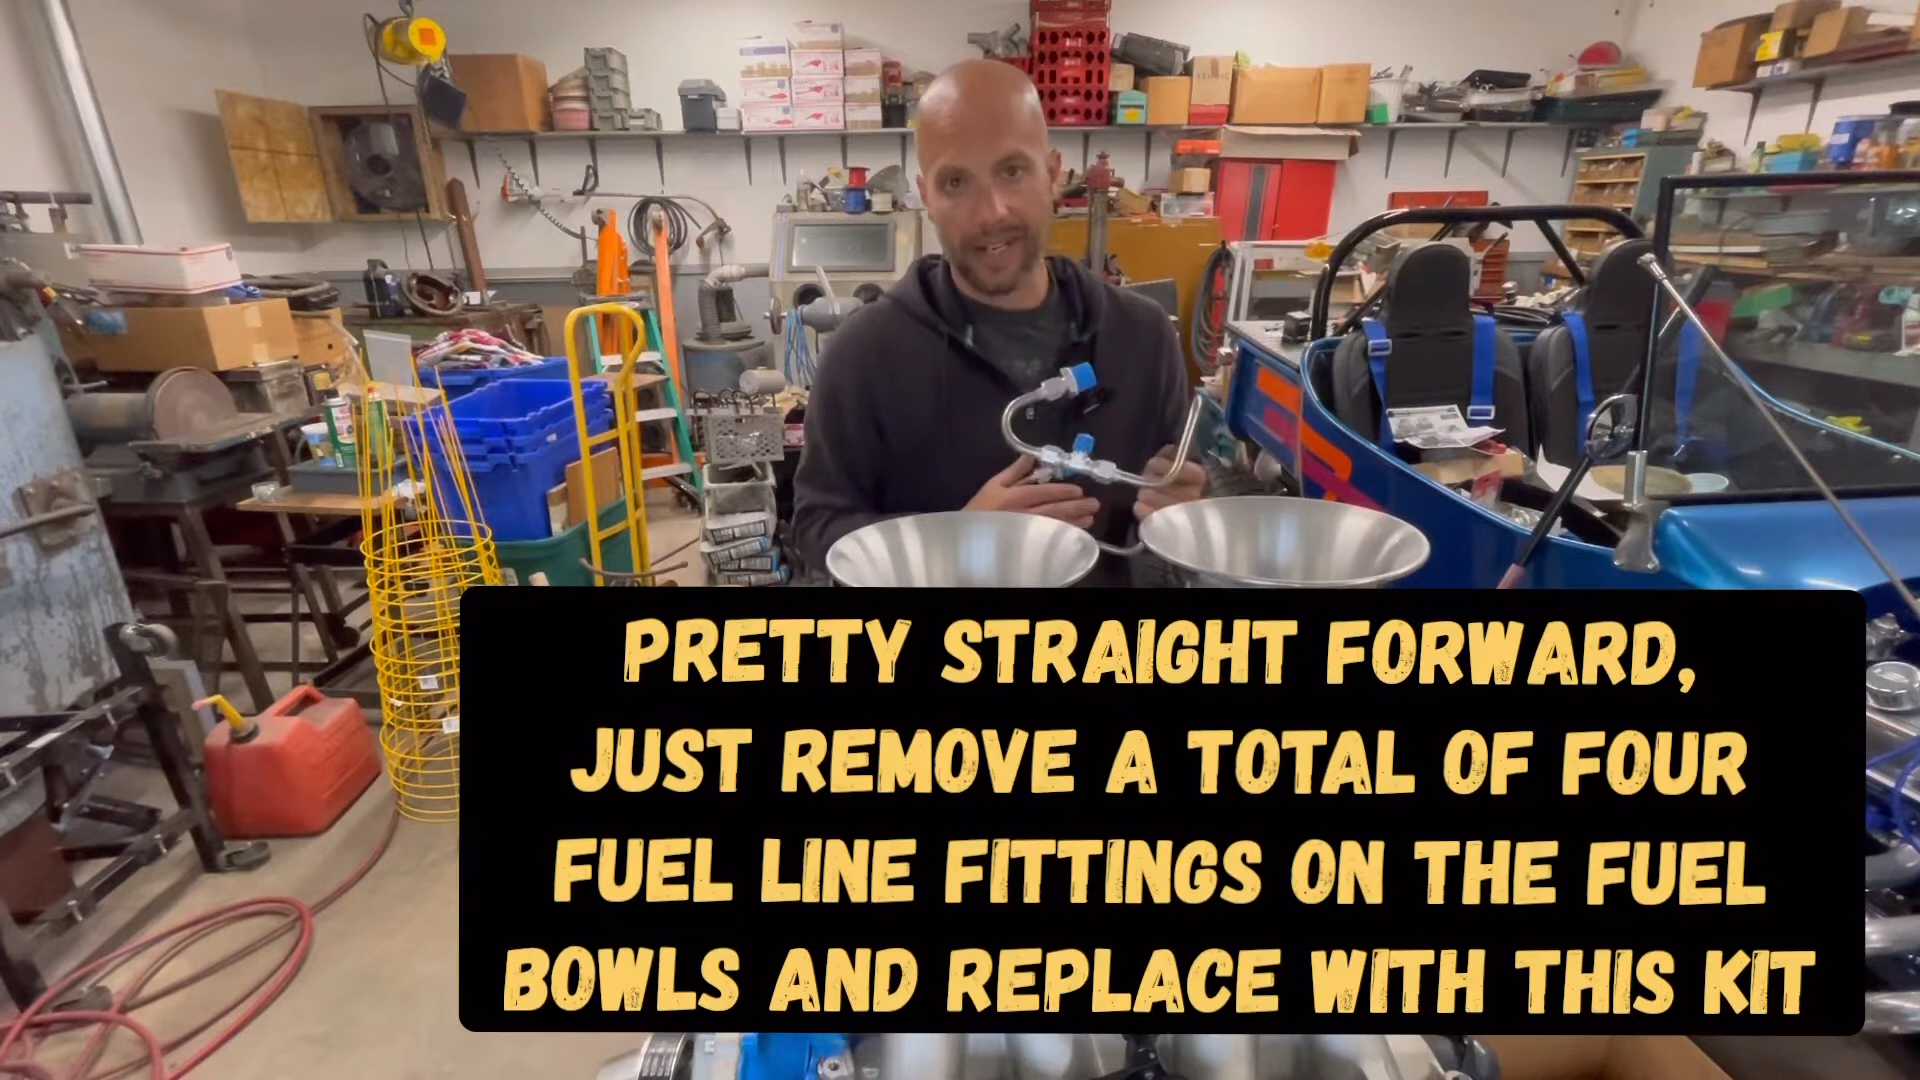 PRETTY STRAIGHT FORWARD,
JUST REMOVE A TOTAL OF FOUR
FUEL LINE FITTINGS ON THE FUEL
BOWLS AND REPLACE WITH THIS KIT